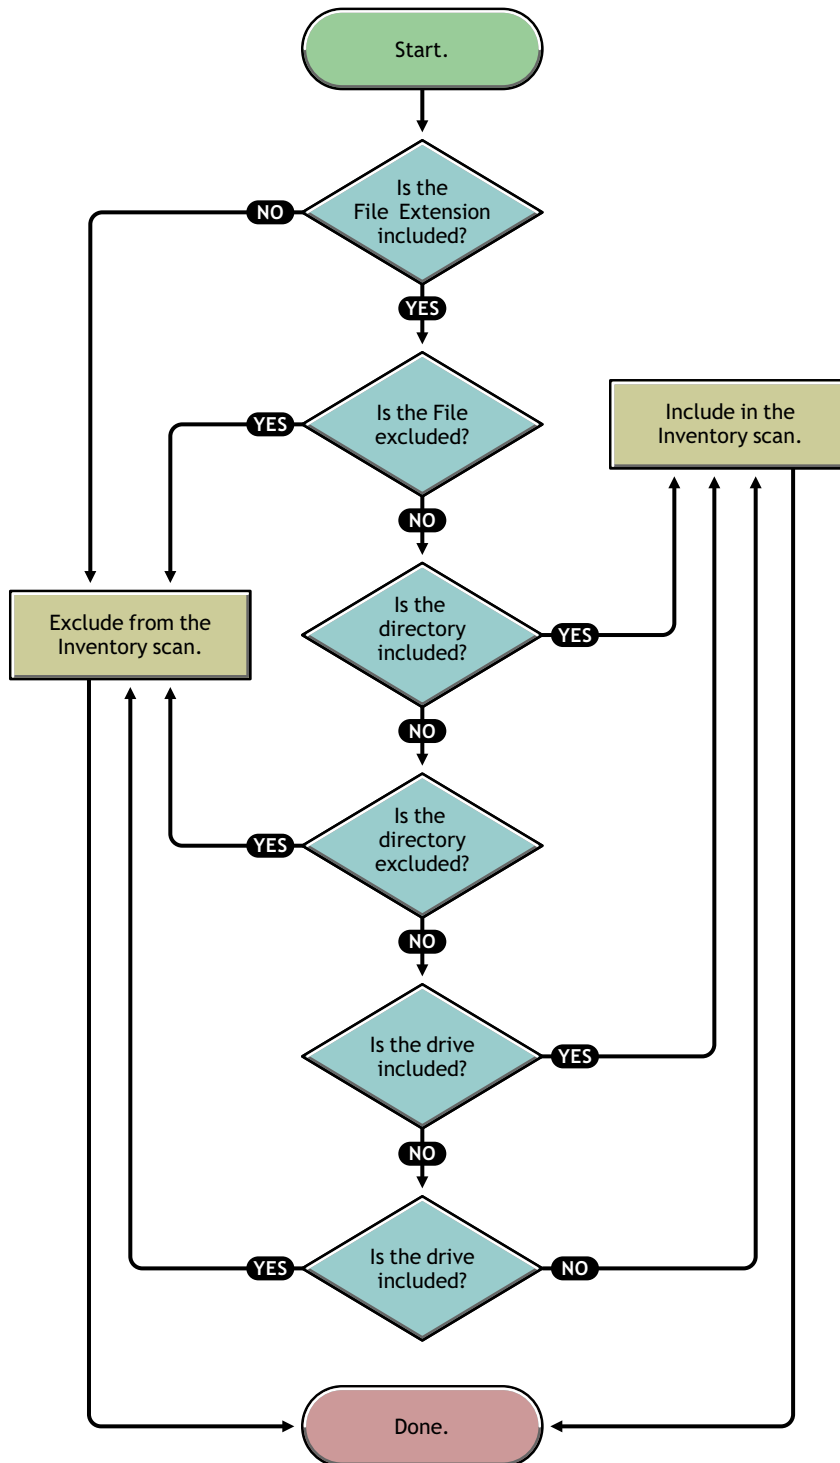 Start.
Is the
File Extension
included?
NO
YES
Is the File
excluded?
YES
NO
Include in the
Inventory scan.
Is the
directory
included?
YES
NO
Exclude from the
Inventory scan.
Is the
directory
excluded?
YES
NO
Is the drive
included?
YES
NO
Is the drive
included?
YES
NO
Done.